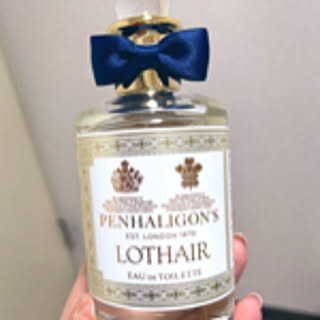 PENHALIGON'S
EST. LONDON 1870
LOTHAIR
EAU DE TOILETTE